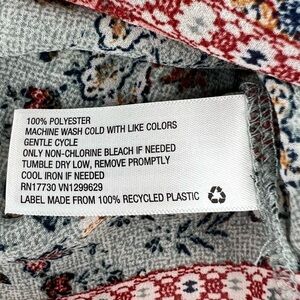 100% POLYESTER
MACHINE WASH COLD WITH LIKE COLORS
GENTLE CYCLE
ONLY NON-CHLORINE BLEACH IF NEEDED
TUMBLE DRY LOW, REMOVE PROMPTLY
COOL IRON IF NEEDED
RN17730 VN1299629
LABEL MADE FROM 100% RECYCLED PLASTIC